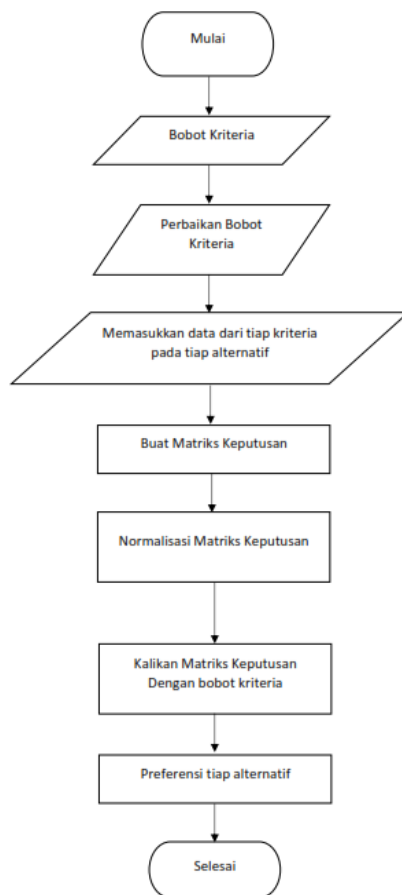 Mulai
Bobot Kriteria
Perbaikan Bobot
Kriteria
Memasukkan data dari tiap kriteria
pada tiap alternatif
Buat Matriks Keputusan
Normalisasi Matriks Keputusan
Kalikan Matriks Keputusan
Dengan bobot kriteria
Preferensi tiap alternatif
Selesai